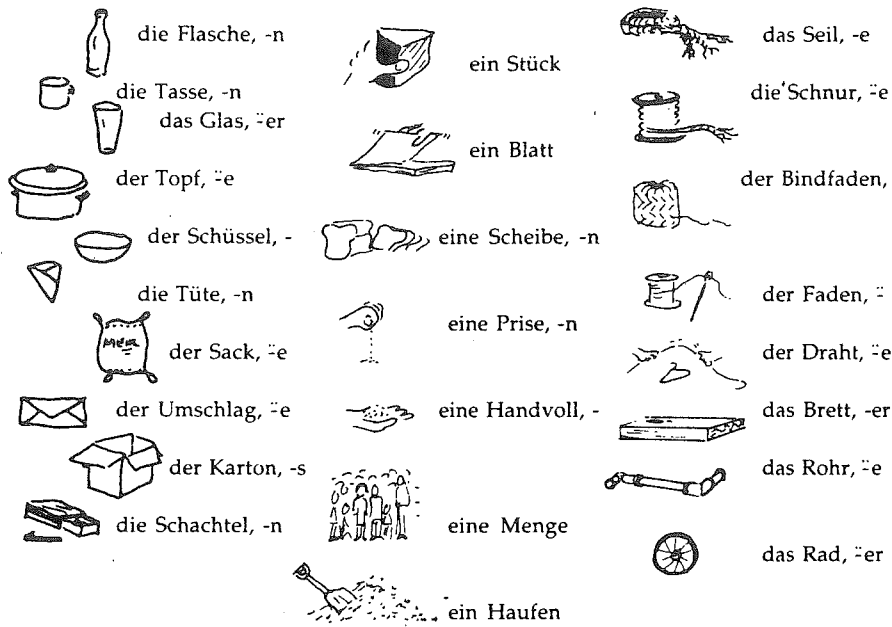 die Flasche, -n
die Tasse, -n
das Glas, ⸚er
der Topf, ⸚e
der Schüssel, -
die Tüte, -n
der Sack, ⸚e
MEHL
der Umschlag, ⸚e
der Karton, -s
die Schachtel, -n
ein Stück
ein Blatt
eine Scheibe, -n
eine Prise, -n
eine Handvoll, -
eine Menge
ein Haufen
das Seil, -e
die Schnur, ⸚e
der Bindfaden,
der Faden, ⸚
der Draht, ⸚e
das Brett, -er
das Rohr, ⸚e
das Rad, ⸚er